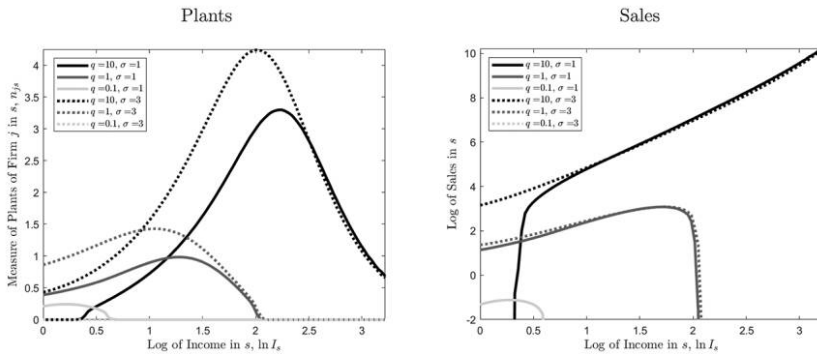 Plants
Measure of Plants of Firm j in s, n_js
4
3.5
3
2.5
2
1.5
1
0.5
0
q =10, σ =1
q =1, σ =1
q =0.1, σ =1
q =10, σ =3
q =1, σ =3
q =0.1, σ =3
0 0.5 1 1.5 2 2.5 3
Log of Income in s, ln I_s
Sales
Log of Sales in s
10
8
6
4
2
0
-2
q =10, σ =1
q =1, σ =1
q =0.1, σ =1
q =10, σ =3
q =1, σ =3
q =0.1, σ =3
0 0.5 1 1.5 2 2.5 3
Log of Income in s, ln I_s